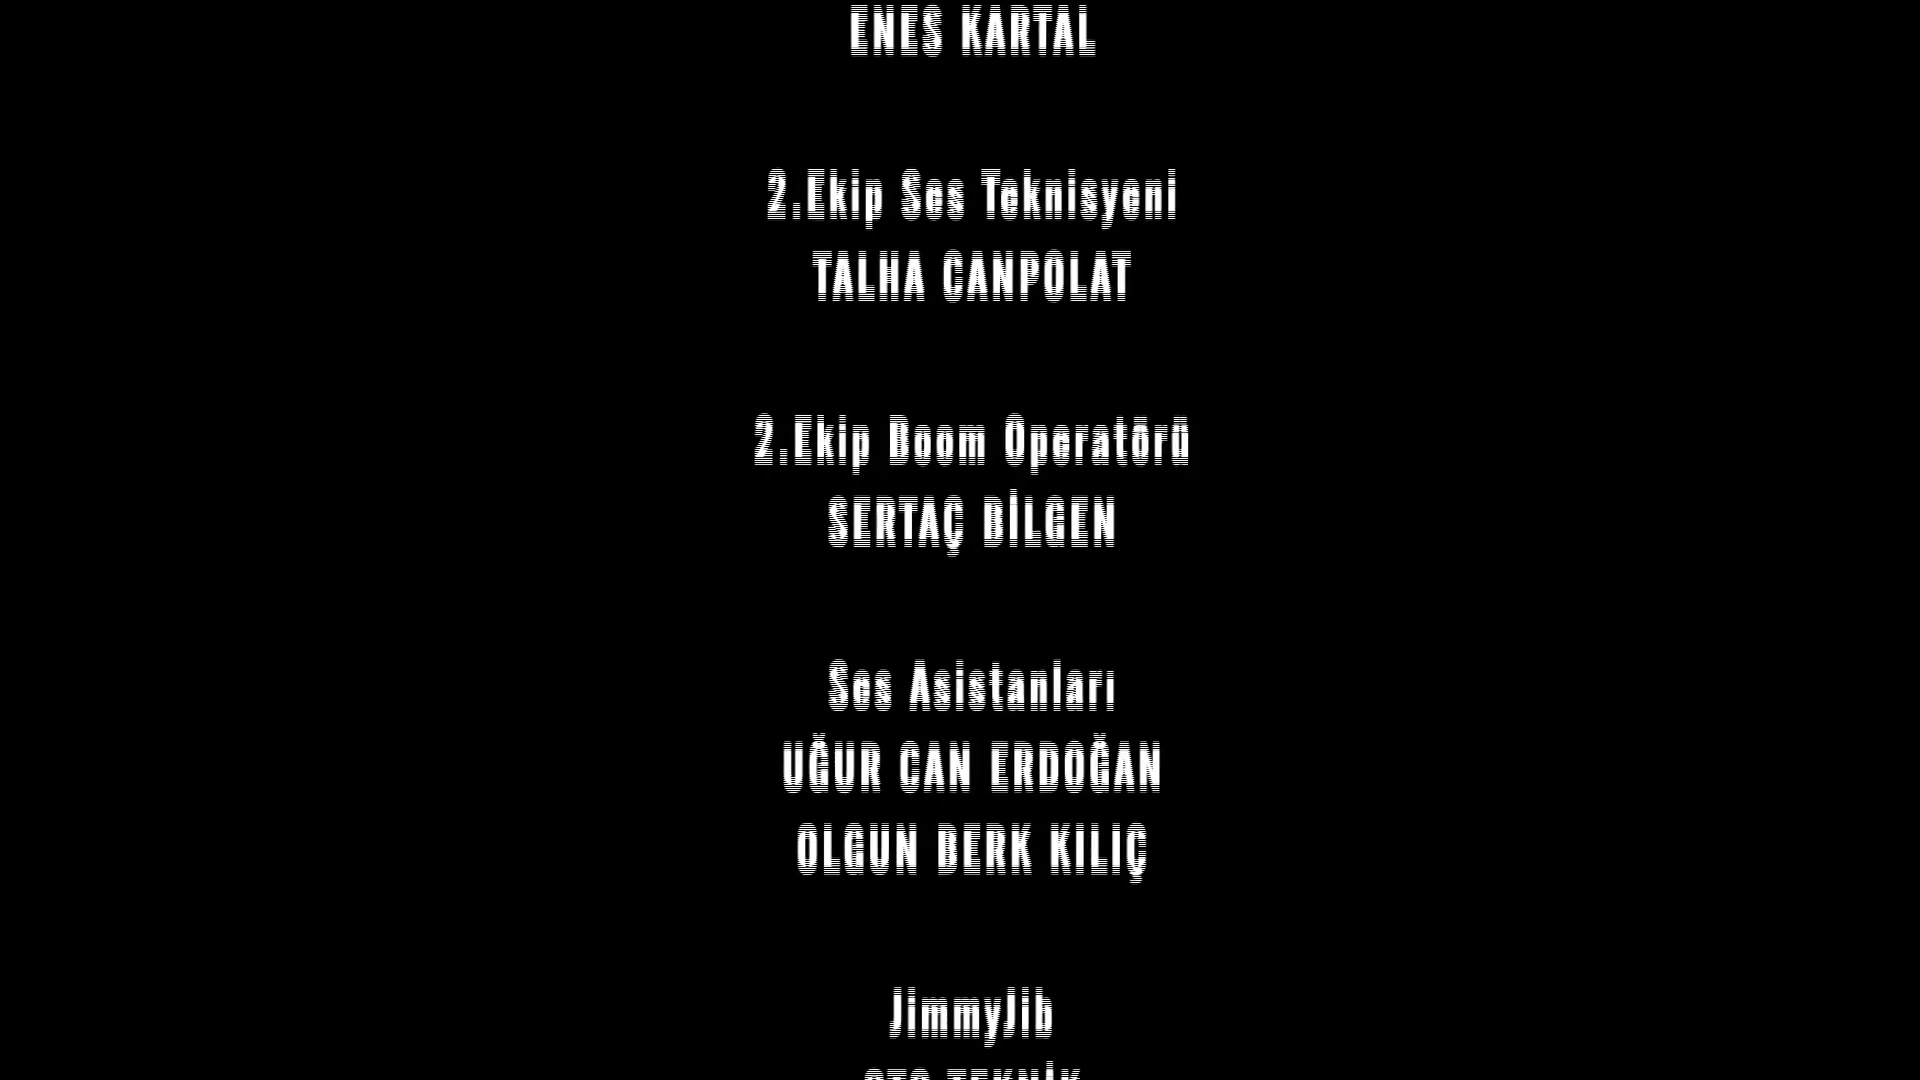 ENES KARTAL
2.Ekip Ses Teknisyeni
TALHA CANPOLAT
2.Ekip Boom Operatörü
SERTAÇ BİLGEN
Ses Asistanları
UĞUR CAN ERDOĞAN
OLGUN BERK KILIÇ
JimmyJib
TEKNİK